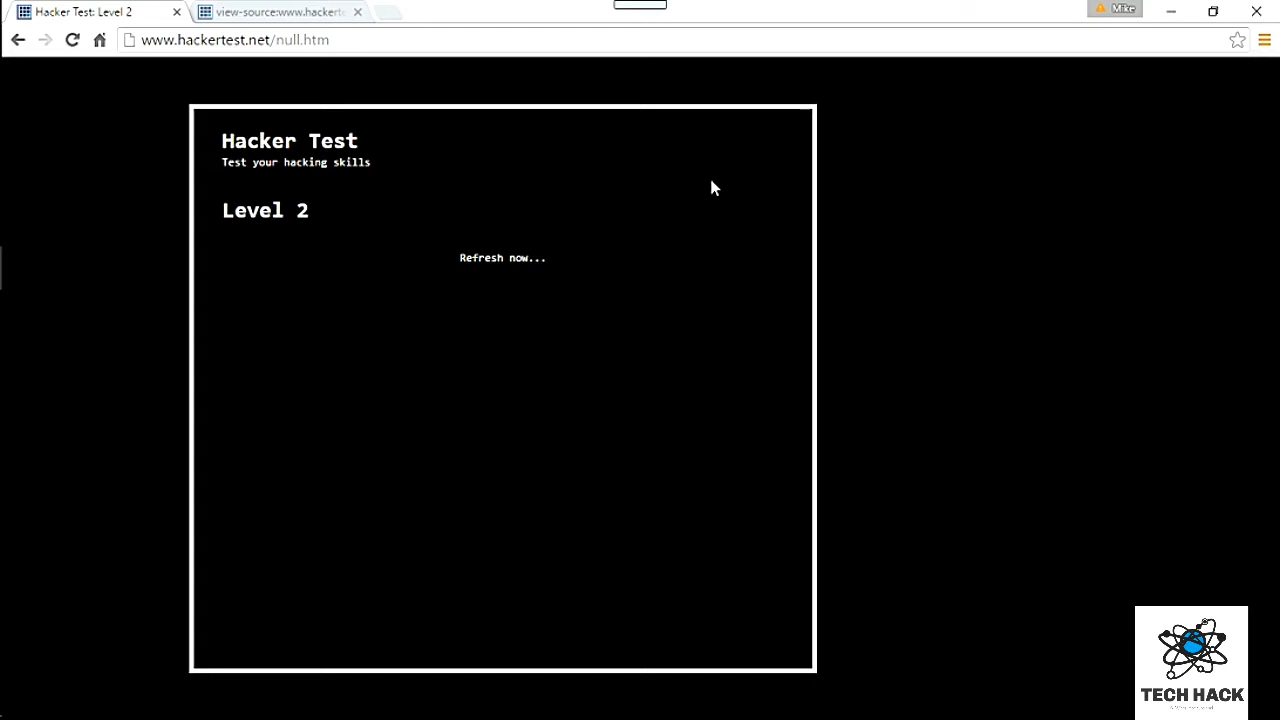 Hacker Test: Level 2
view-source:www.hackerte
Mike
www.hackertest.net/null.htm
Hacker Test
Test your hacking skills
Level 2
Refresh now...
TECH HACK